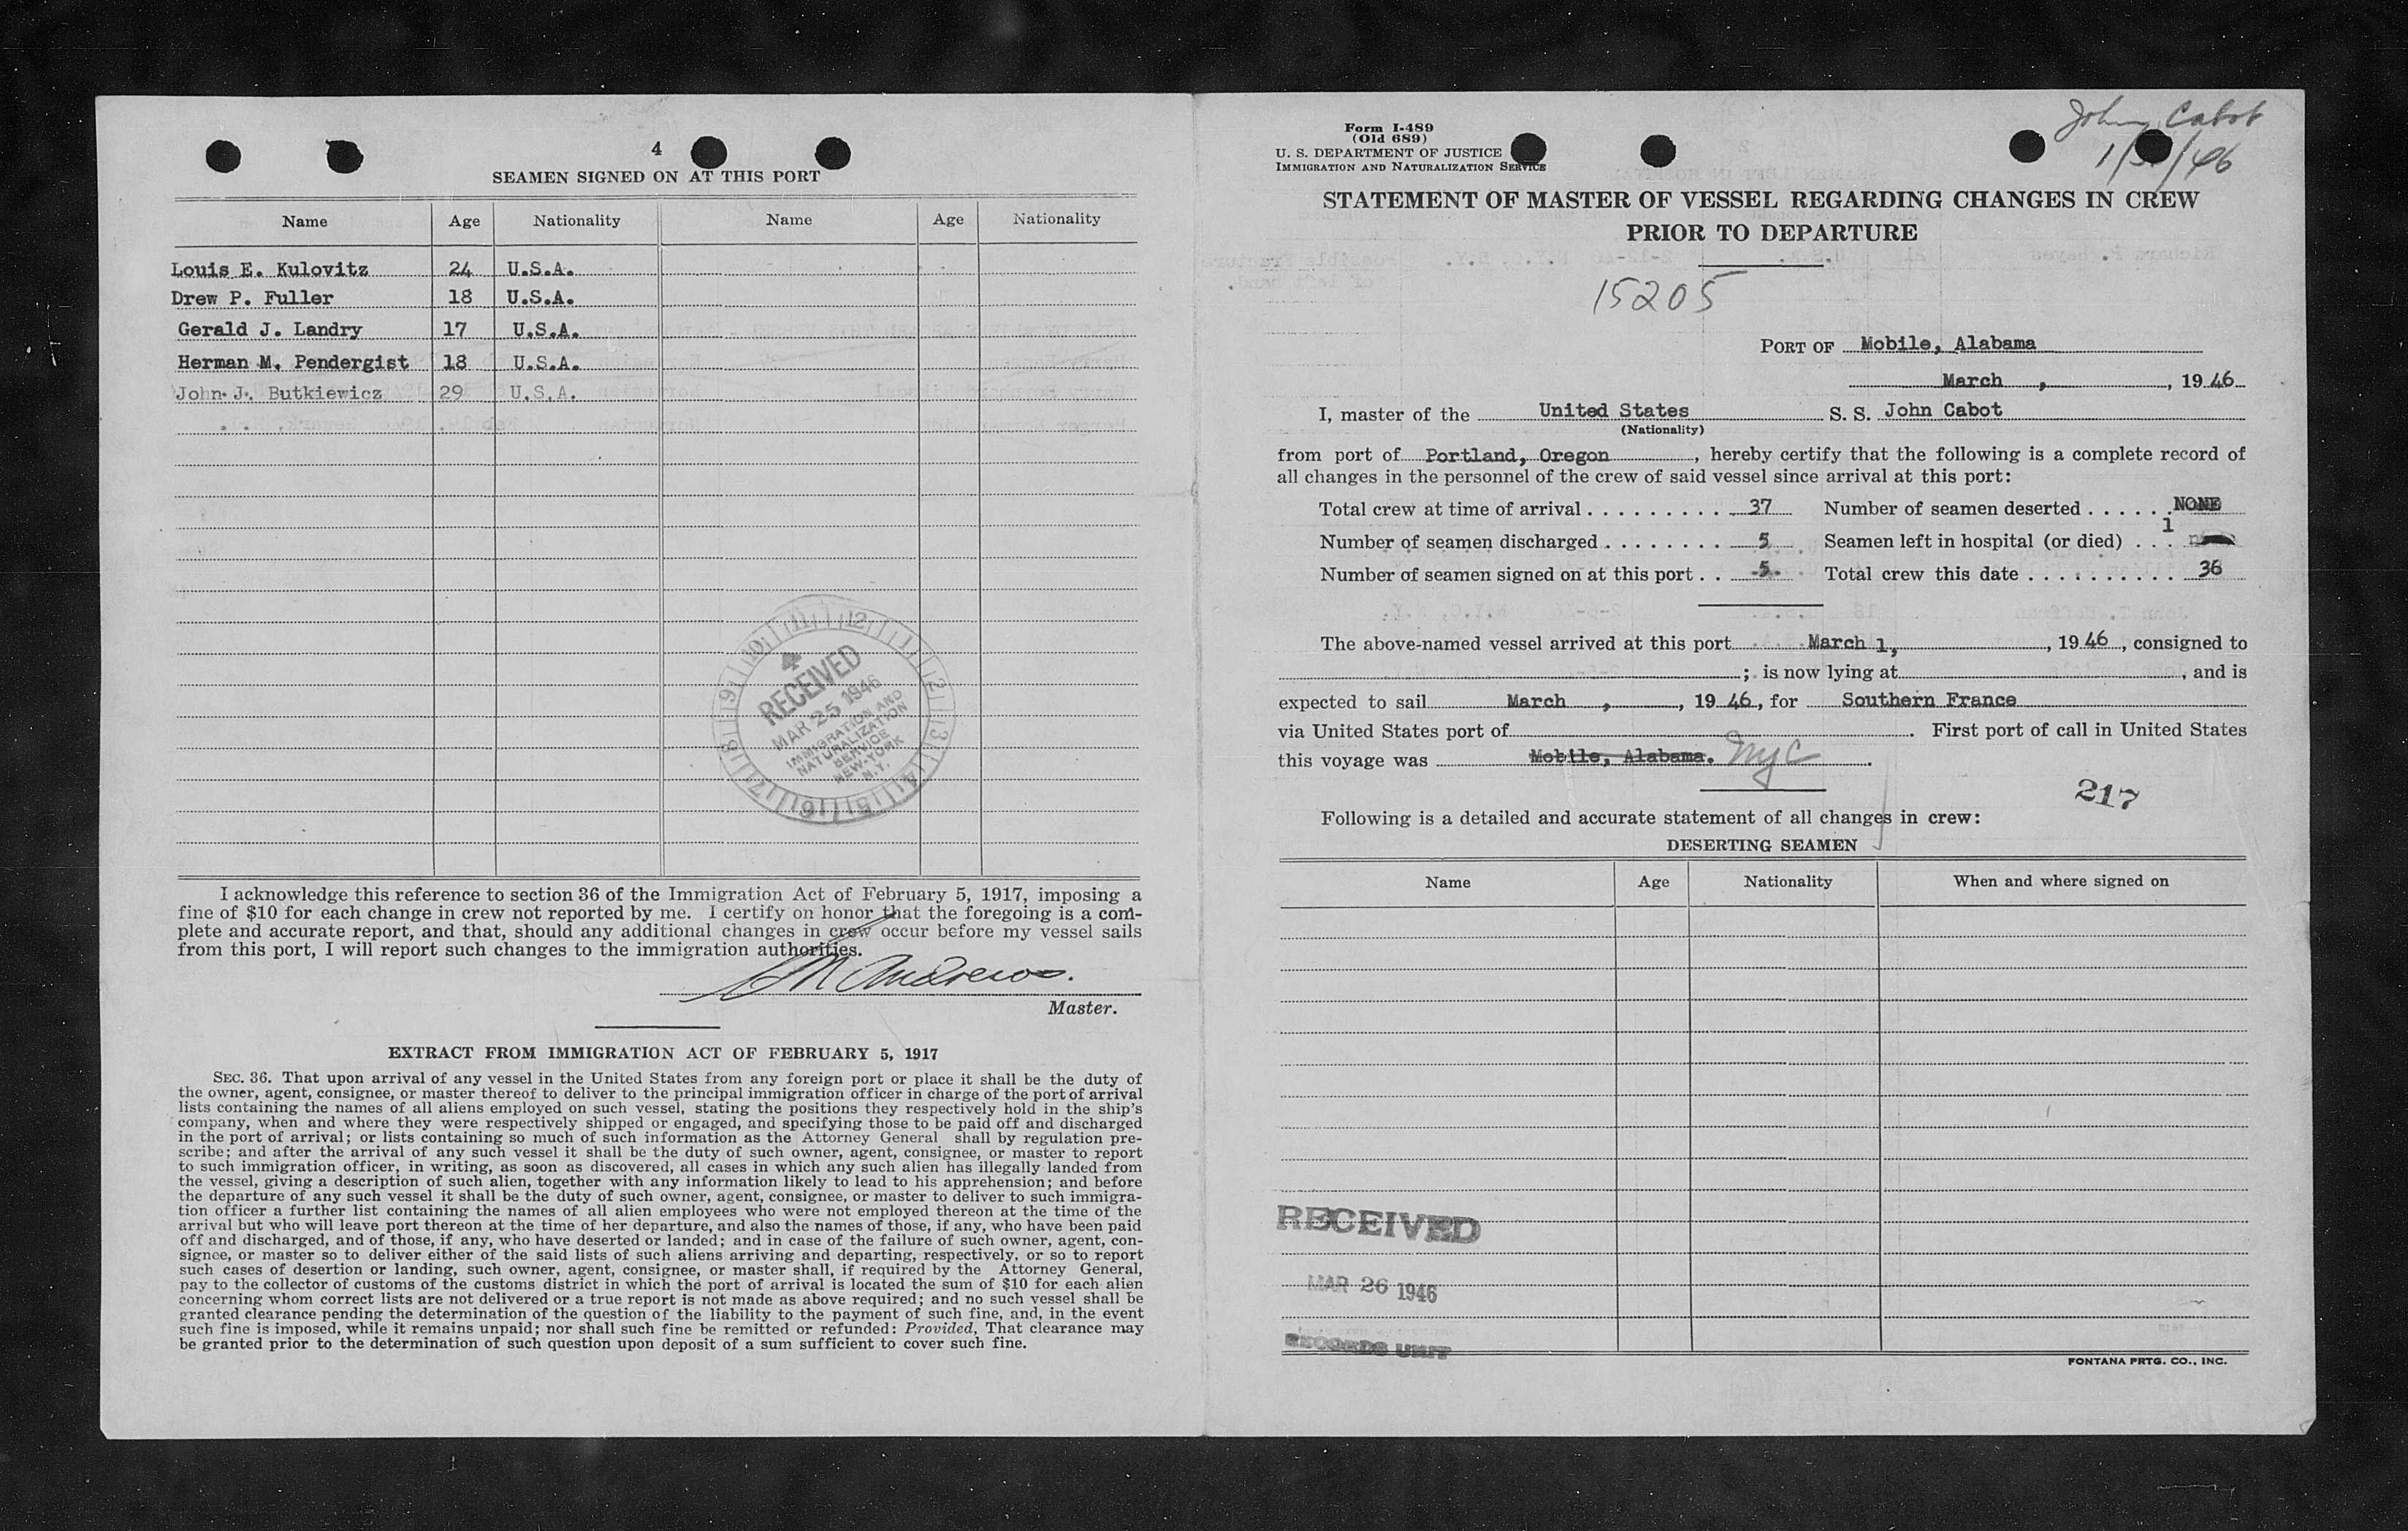 4
SEAMEN SIGNED ON AT THIS PORT
Name Age Nationality Name Age Nationality
Louis E. Kulovitz 24 U.S.A.
Drew P. Fuller 18 U.S.A.
Gerald J. Landry 17 U.S.A.
Herman M. Pendergist 18 U.S.A.
John J. Butkiewicz 29 U.S.A.
4
RECEIVED
MAR 25 1946
IMMIGRATION AND
NATURALIZATION
SERVICE
NEW-YORK
N.Y.
I acknowledge this reference to section 36 of the Immigration Act of February 5, 1917, imposing a
fine of $10 for each change in crew not reported by me. I certify on honor that the foregoing is a com-
plete and accurate report, and that, should any additional changes in crew occur before my vessel sails
from this port, I will report such changes to the immigration authorities.
Andrews.
Master.
EXTRACT FROM IMMIGRATION ACT OF FEBRUARY 5, 1917
SEC. 36. That upon arrival of any vessel in the United States from any foreign port or place it shall be the duty of
the owner, agent, consignee, or master thereof to deliver to the principal immigration officer in charge of the port of arrival
lists containing the names of all aliens employed on such vessel, stating the positions they respectively hold in the ship's
company, when and where they were respectively shipped or engaged, and specifying those to be paid off and discharged
in the port of arrival; or lists containing so much of such information as the Attorney General shall by regulation pre-
scribe; and after the arrival of any such vessel it shall be the duty of such owner, agent, consignee, or master to report
to such immigration officer, in writing, as soon as discovered, all cases in which any such alien has illegally landed from
the vessel, giving a description of such alien, together with any information likely to lead to his apprehension; and before
the departure of any such vessel it shall be the duty of such owner, agent, consignee, or master to deliver to such immigra-
tion officer a further list containing the names of all alien employees who were not employed thereon at the time of the
arrival but who will leave port thereon at the time of her departure, and also the names of those, if any, who have been paid
off and discharged, and of those, if any, who have deserted or landed; and in case of the failure of such owner, agent, con-
signee, or master so to deliver either of the said lists of such aliens arriving and departing, respectively, or so to report
such cases of desertion or landing, such owner, agent, consignee, or master shall, if required by the Attorney General,
pay to the collector of customs of the customs district in which the port of arrival is located the sum of $10 for each alien
concerning whom correct lists are not delivered or a true report is not made as above required; and no such vessel shall be
granted clearance pending the determination of the question of the liability to the payment of such fine, and, in the event
such fine is imposed, while it remains unpaid; nor shall such fine be remitted or refunded: Provided, That clearance may
be granted prior to the determination of such question upon deposit of a sum sufficient to cover such fine.
Form I-489
(Old 689)
U. S. DEPARTMENT OF JUSTICE
IMMIGRATION AND NATURALIZATION SERVICE
John Cabot
STATEMENT OF MASTER OF VESSEL REGARDING CHANGES IN CREW
PRIOR TO DEPARTURE
15205
PORT OF Mobile, Alabama
March , , 19 46
I, master of the United States S. S. John Cabot
(Nationality)
from port of Portland, Oregon , hereby certify that the following is a complete record of
all changes in the personnel of the crew of said vessel since arrival at this port:
Total crew at time of arrival . . . . . . . . . . 37 Number of seamen deserted . . . . . . NONE
Number of seamen discharged . . . . . . . . 5 Seamen left in hospital (or died) . . . 1
Number of seamen signed on at this port . . 5 Total crew this date . . . . . . . . . . 36
The above-named vessel arrived at this port March 1, , 19 46 , consigned to
; is now lying at , and is
expected to sail March , , 19 46 , for Southern France
via United States port of . First port of call in United States
this voyage was Mobile, Alabama. NYC .
217
Following is a detailed and accurate statement of all changes in crew:
DESERTING SEAMEN
Name Age Nationality When and where signed on
RECEIVED
MAR 26 1946
RECORDS UNIT
FONTANA PRTG. CO., INC.